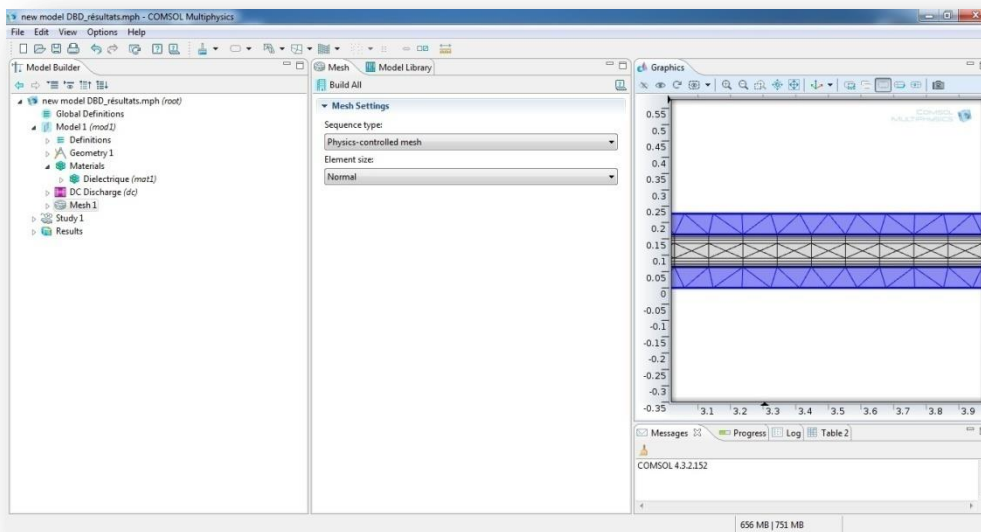 new model DBD_résultats.mph - COMSOL Multiphysics
File Edit View Options Help
Model Builder
new model DBD_résultats.mph (root)
Global Definitions
Model 1 (mod1)
Definitions
Geometry 1
Materials
Dielectrique (mat1)
DC Discharge (dc)
Mesh 1
Study 1
Results
Mesh Model Library
Build All
Mesh Settings
Sequence type:
Physics-controlled mesh
Element size:
Normal
Graphics
COMSOL
MULTIPHYSICS
0.55
0.5
0.45
0.4
0.35
0.3
0.25
0.2
0.15
0.1
0.05
0
-0.05
-0.1
-0.15
-0.2
-0.25
-0.3
-0.35
3.1 3.2 3.3 3.4 3.5 3.6 3.7 3.8 3.9
Messages Progress Log Table 2
COMSOL 4.3.2.152
656 MB | 751 MB